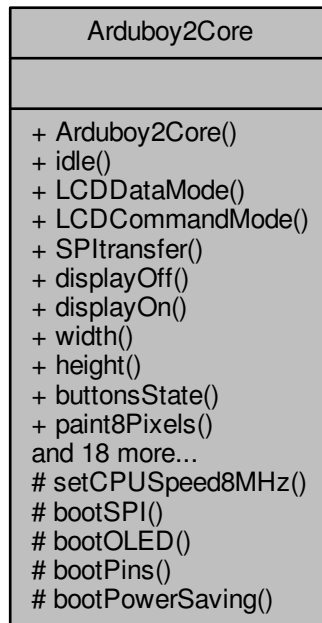 Arduboy2Core
+ Arduboy2Core()
+ idle()
+ LCDDataMode()
+ LCDCommandMode()
+ SPItransfer()
+ displayOff()
+ displayOn()
+ width()
+ height()
+ buttonsState()
+ paint8Pixels()
and 18 more...
# setCPUSpeed8MHz()
# bootSPI()
# bootOLED()
# bootPins()
# bootPowerSaving()